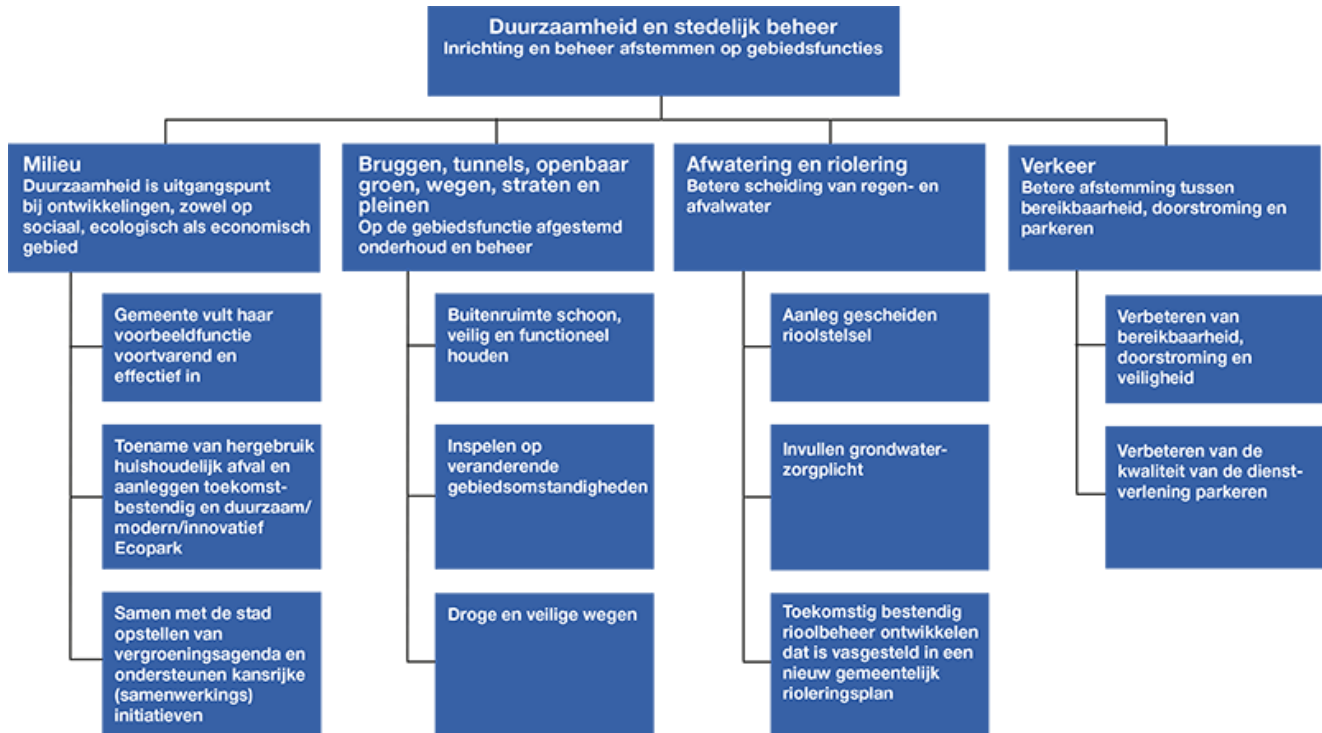 Duurzaamheid en stedelijk beheer
Inrichting en beheer afstemmen op gebiedsfuncties
Milieu
Duurzaamheid is uitgangspunt
bij ontwikkelingen, zowel op
sociaal, ecologisch als economisch
gebied
Gemeente vult haar
voorbeeldfunctie
voortvarend en
effectief in
Toename van hergebruik
huishoudelijk afval en
aanleggen toekomst-
bestendig en duurzaam/
modern/innovatief
Ecopark
Samen met de stad
opstellen van
vergroeningsagenda en
ondersteunen kansrijke
(samenwerkings)
initiatieven
Bruggen, tunnels, openbaar
groen, wegen, straten en
pleinen
Op de gebiedsfunctie afgestemd
onderhoud en beheer
Buitenruimte schoon,
veilig en functioneel
houden
Inspelen op
veranderende
gebiedsomstandigheden
Droge en veilige wegen
Afwatering en riolering
Betere scheiding van regen- en
afvalwater
Aanleg gescheiden
rioolstelsel
Invullen grondwater-
zorgplicht
Toekomstig bestendig
rioolbeheer ontwikkelen
dat is vasgesteld in een
nieuw gemeentelijk
rioleringsplan
Verkeer
Betere afstemming tussen
bereikbaarheid, doorstroming en
parkeren
Verbeteren van
bereikbaarheid,
doorstroming en
veiligheid
Verbeteren van de
kwaliteit van de dienst-
verlening parkeren